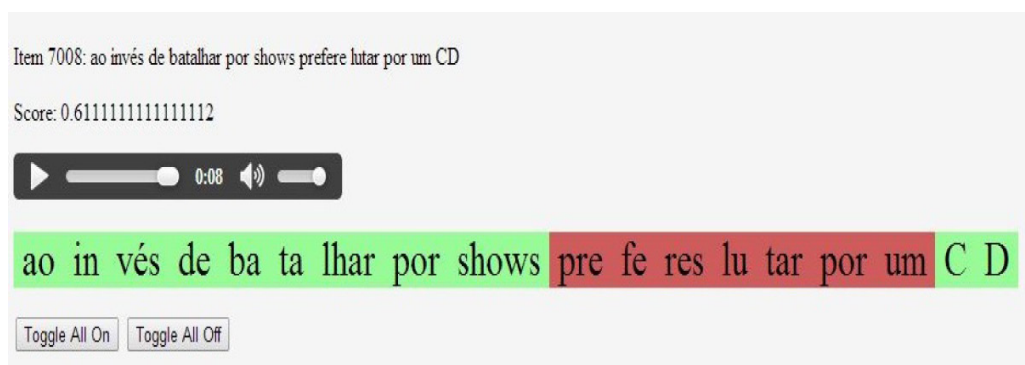 Item 7008: ao invés de batalhar por shows prefere lutar por um CD
Score: 0.6111111111111112
0:08
ao in vés de ba ta lhar por shows pre fe res lu tar por um C D
Toggle All On Toggle All Off